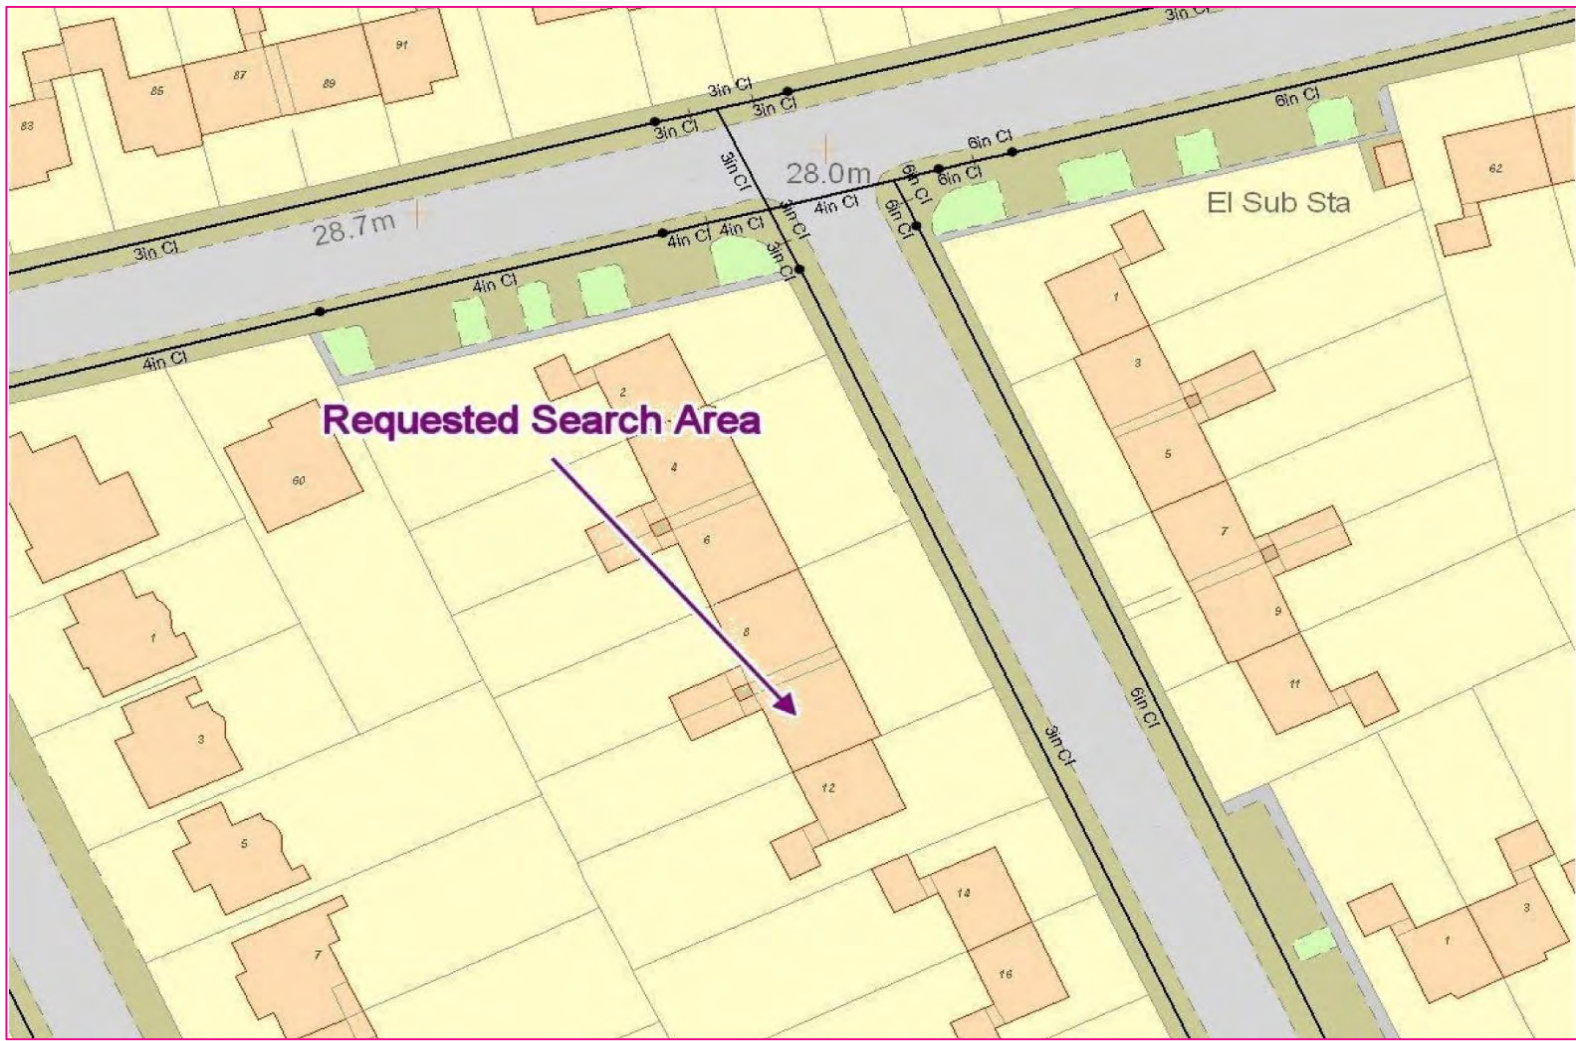 3in CI
91
87
89
85
83
3in CI
3in CI
3in CI
6in CI
6in CI
3in CI
28.0m
6in CI
6in CI
62
El Sub Sta
28.7m
3in CI
4in CI
3in CI
6in CI
4in CI
4in CI
3in CI
4in CI
1
4in CI
3
2
Requested Search Area
4
5
60
6
7
8
9
1
11
3
6in CI
3in CI
12
5
14
3
1
7
16